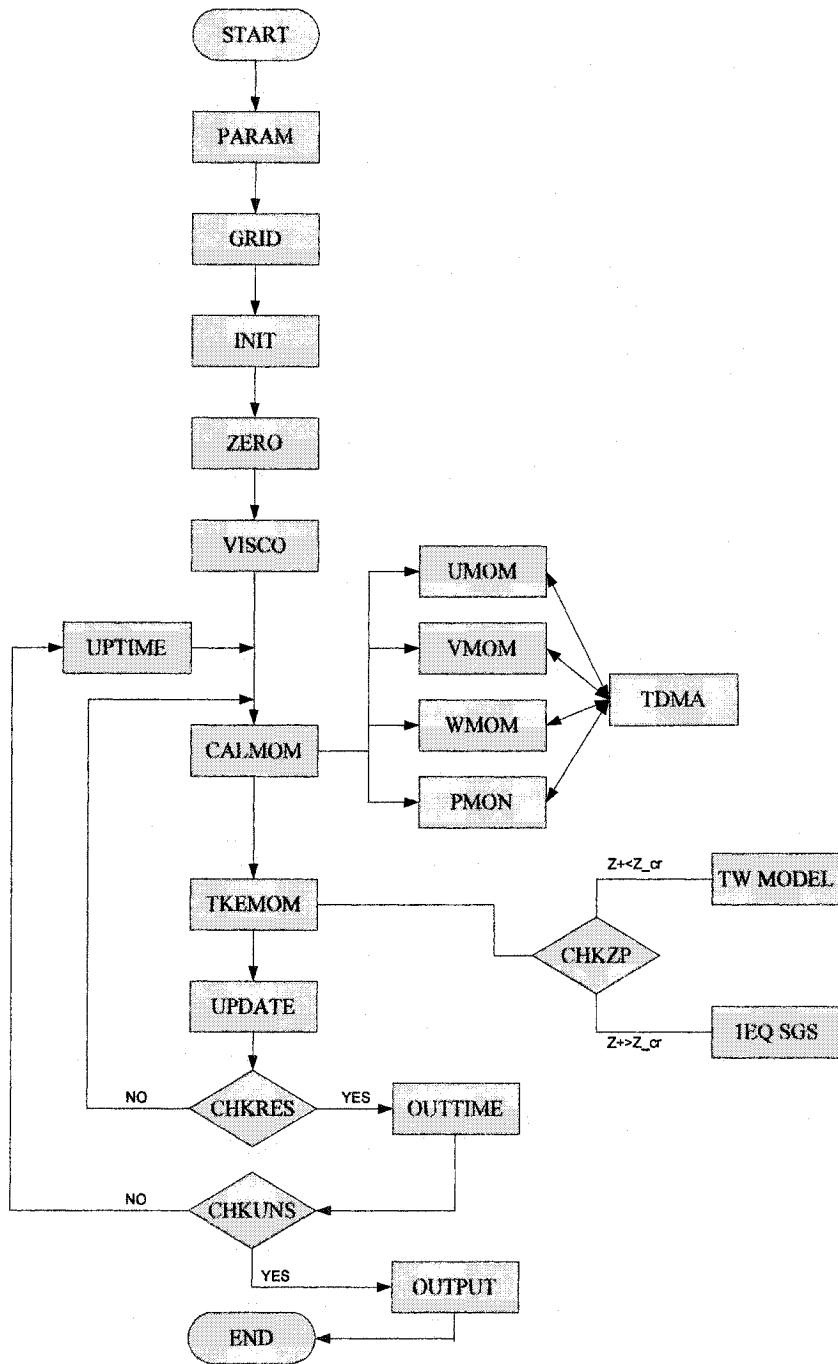 START
PARAM
GRID
INIT
ZERO
VISCO
UMOM
UPTIME
VMOM
TDMA
WMOM
CALMOM
PMON
Z+<Z_cr
TW MODEL
TKEMOM
CHKZP
UPDATE
Z+>Z_cr
1EQ SGS
NO
CHKRES
YES
OUTTIME
NO
CHKUNS
YES
OUTPUT
END